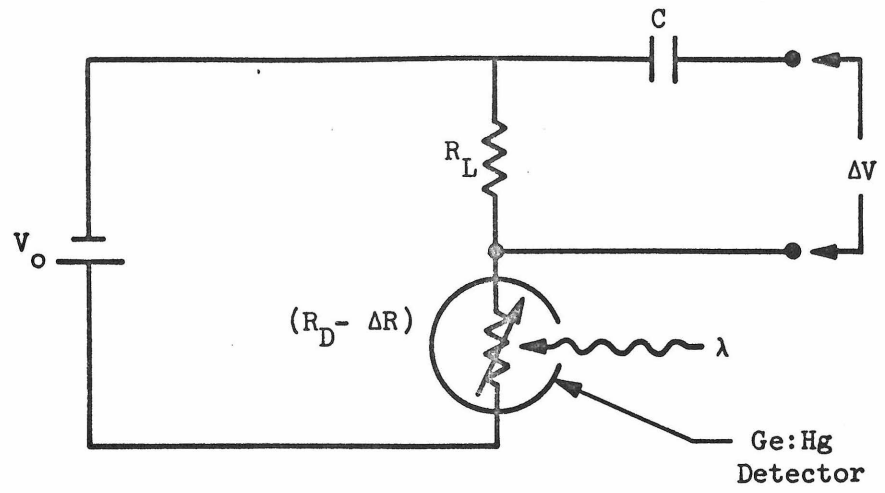 C
R_L
ΔV
V_o
(R_D - ΔR)
λ
Ge:Hg
Detector